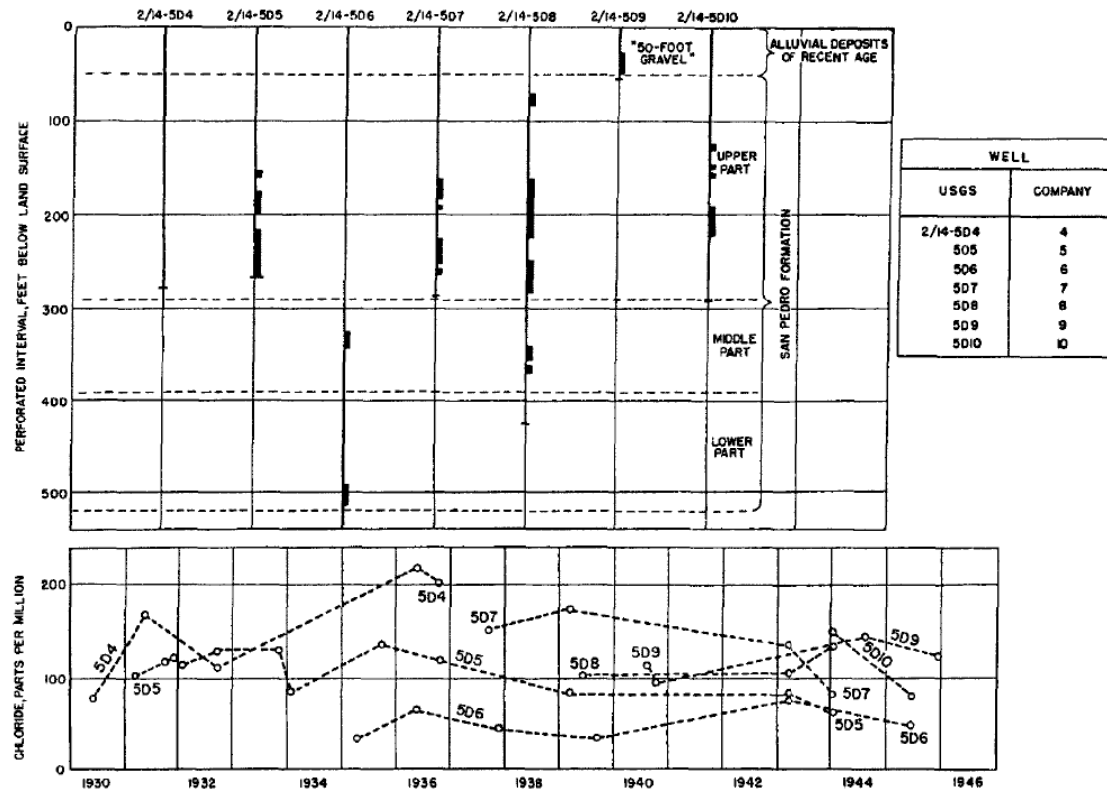 2/14-5D4 2/14-5D5 2/14-5D6 2/14-5D7 2/14-5D8 2/14-5D9 2/14-5D10
PERFORATED INTERVAL, FEET BELOW LAND SURFACE
0
100
200
300
400
500
"50-FOOT
GRAVEL"
ALLUVIAL DEPOSITS
OF RECENT AGE
UPPER
PART
MIDDLE
PART
LOWER
PART
SAN PEDRO FORMATION
WELL
USGS COMPANY
2/14-5D4 4
5D5 5
5D6 6
5D7 7
5D8 8
5D9 9
5D10 10
CHLORIDE, PARTS PER MILLION
200
100
0
5D4
5D5
5D4
5D5
5D6
5D7
5D8
5D9
5D9
5D10
5D7
5D5
5D6
1930 1932 1934 1936 1938 1940 1942 1944 1946